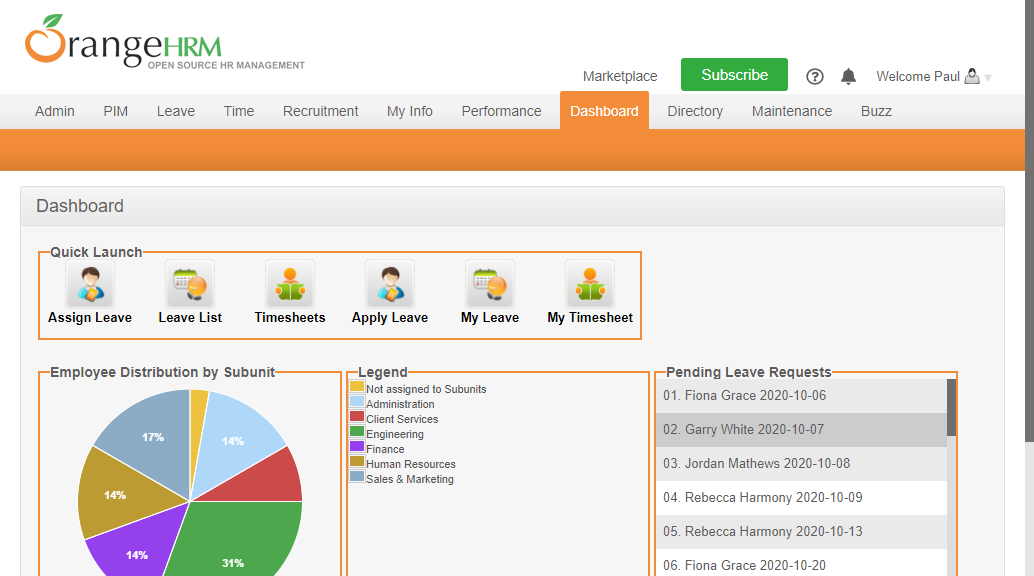 OrangeHRM
OPEN SOURCE HR MANAGEMENT
Marketplace Subscribe ? Welcome Paul
Admin PIM Leave Time Recruitment My Info Performance Dashboard Directory Maintenance Buzz
Dashboard
Quick Launch
Assign Leave Leave List Timesheets Apply Leave My Leave My Timesheet
Employee Distribution by Subunit
17%
14%
14%
14%
31%
Legend
Not assigned to Subunits
Administration
Client Services
Engineering
Finance
Human Resources
Sales & Marketing
Pending Leave Requests
01. Fiona Grace 2020-10-06
02. Garry White 2020-10-07
03. Jordan Mathews 2020-10-08
04. Rebecca Harmony 2020-10-09
05. Rebecca Harmony 2020-10-13
06. Fiona Grace 2020-10-20